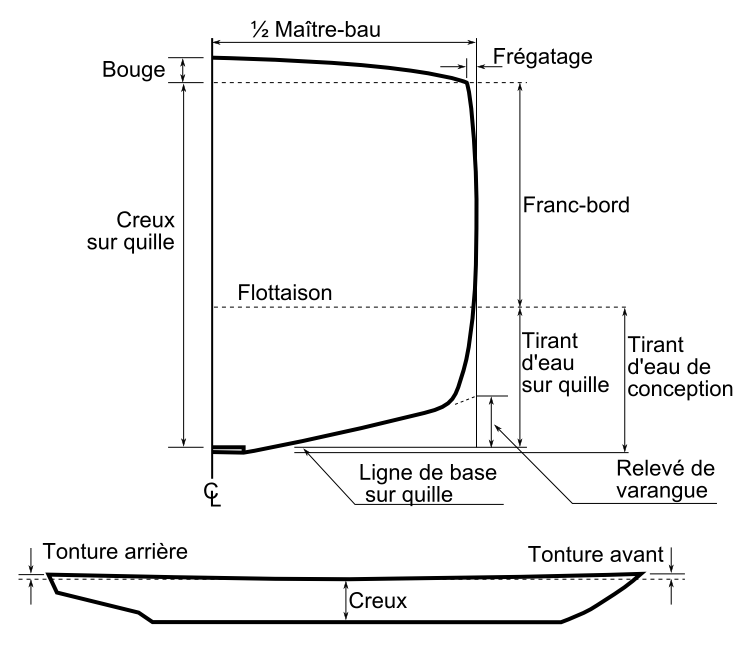 ½ Maître-bau
Frégatage
Bouge
Creux
sur quille
Franc-bord
Flottaison
Tirant
d'eau
sur quille
Tirant
d'eau de
conception
Ligne de base
sur quille
Relevé de
varangue
℄
Tonture arrière
Tonture avant
Creux